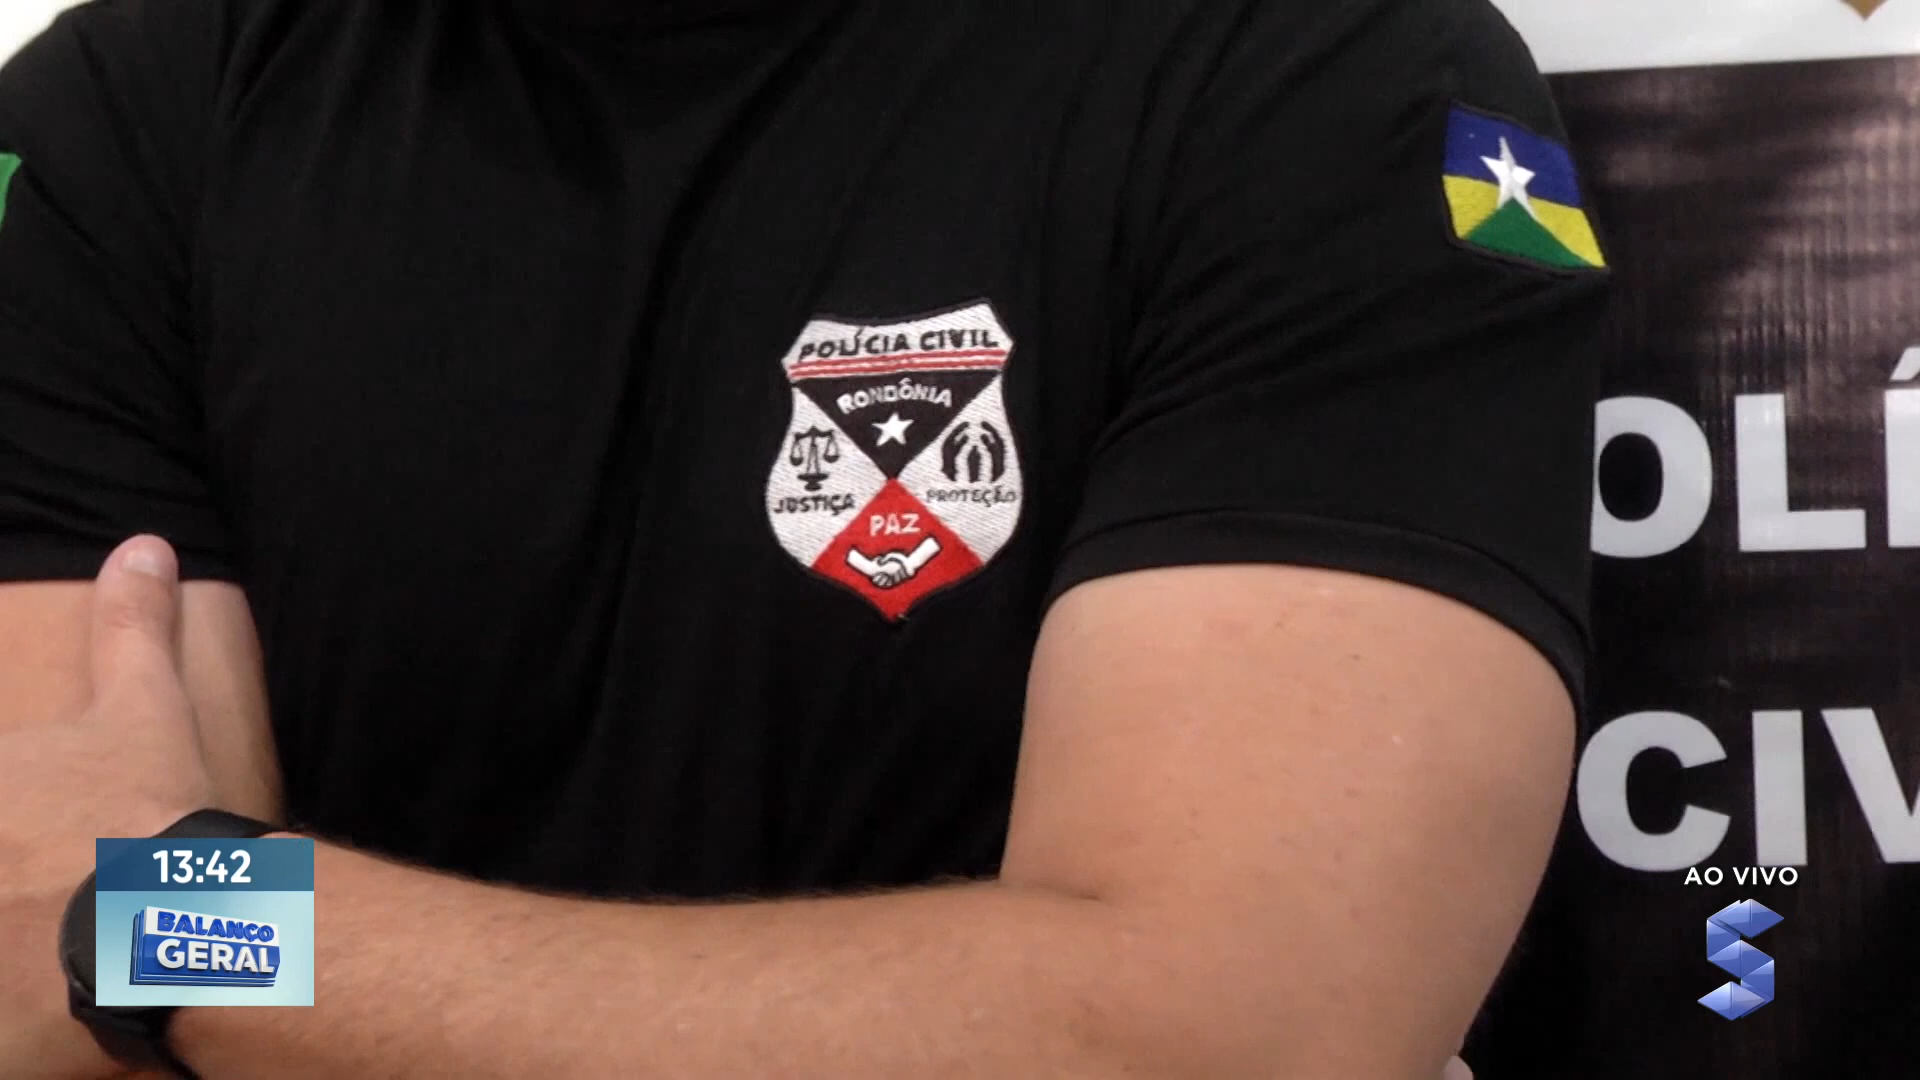 POLÍCIA CIVIL
RONDÔNIA
JUSTIÇA
PROTEÇÃO
PAZ
OLÍ
CIV
13:42
BALANÇO
GERAL
AO VIVO
S